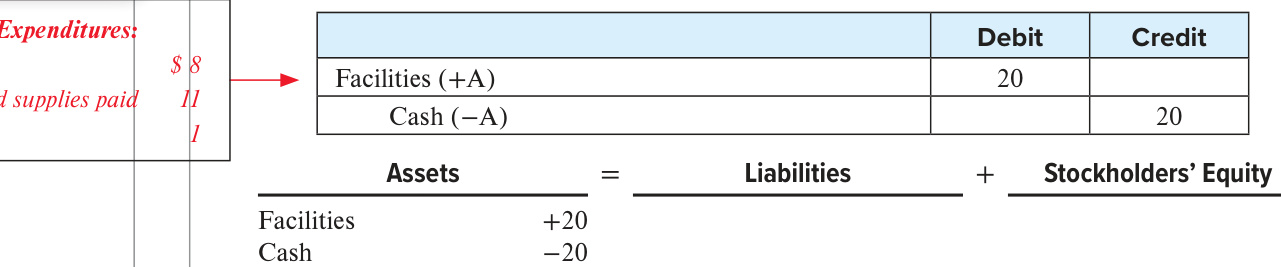 Expenditures:
$ 8
d supplies paid 11
1
Debit Credit
Facilities (+A) 20
Cash (−A) 20
Assets = Liabilities + Stockholders’ Equity
Facilities +20
Cash −20